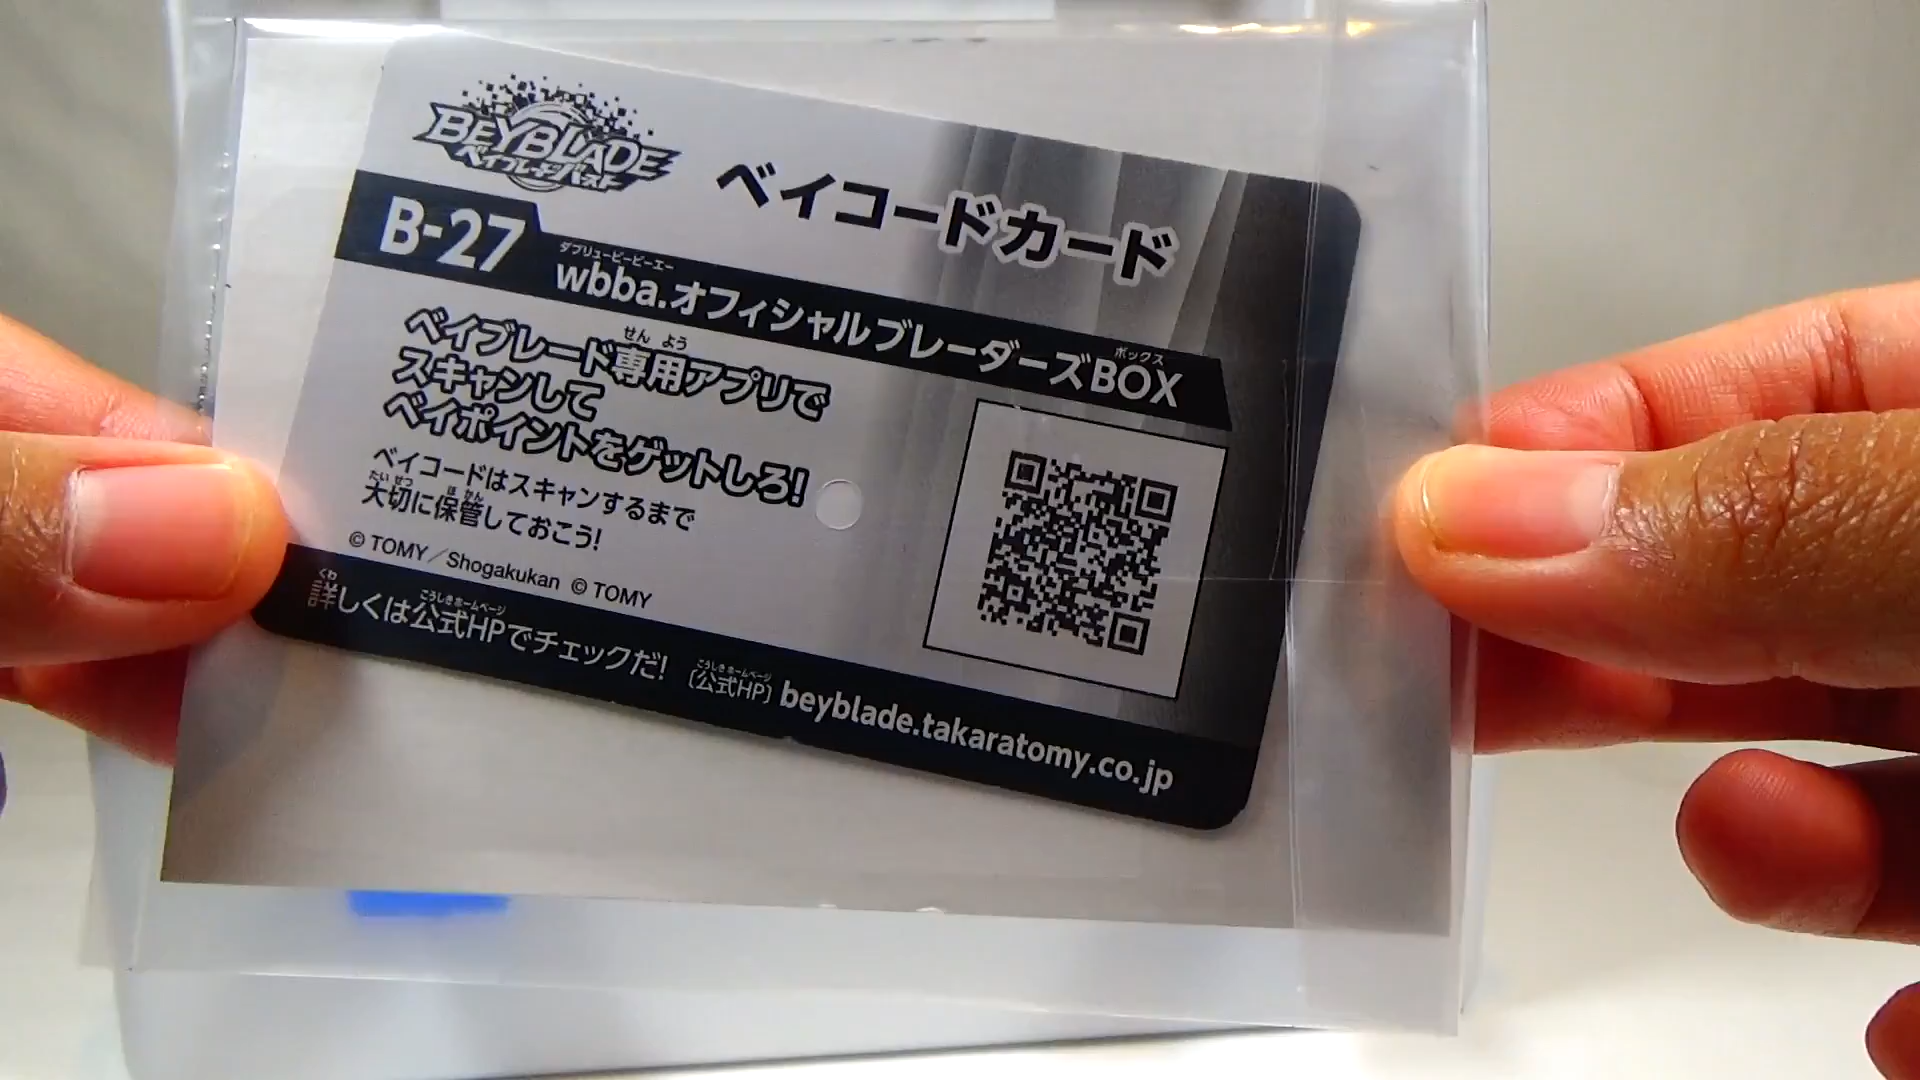 BEYBLADE
ベイブレードバースト
ベイコードカード
B-27
ダブリュービービーエー
wbba.オフィシャルブレーダーズBOX
ボックス
ベイブレード専用アプリで
せん よう
スキャンして
ベイポイントをゲットしろ!
ベイコードはスキャンするまで
たい せつ ほ かん
大切に保管しておこう!
© TOMY／Shogakukan © TOMY
くわ こうしきホームページ
詳しくは公式HPでチェックだ!
こうしきホームページ
〔公式HP〕beyblade.takaratomy.co.jp